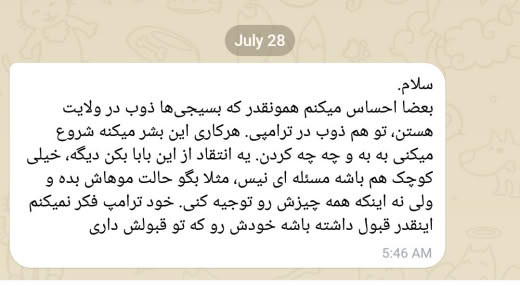 July 28
سلام.
بعضا احساس میکنم همونقدر که بسیجی‌ها ذوب در ولایت
هستن، تو هم ذوب در ترامپی. هرکاری این بشر میکنه شروع
میکنی به به و چه چه کردن. یه انتقاد از این بابا بکن دیگه، خیلی
کوچک هم باشه مسئله ای نیس، مثلا بگو حالت موهاش بده و
ولی نه اینکه همه چیزش رو توجیه کنی. خود ترامپ فکر نمیکنم
اینقدر قبول داشته باشه خودش رو که تو قبولش داری
5:46 AM